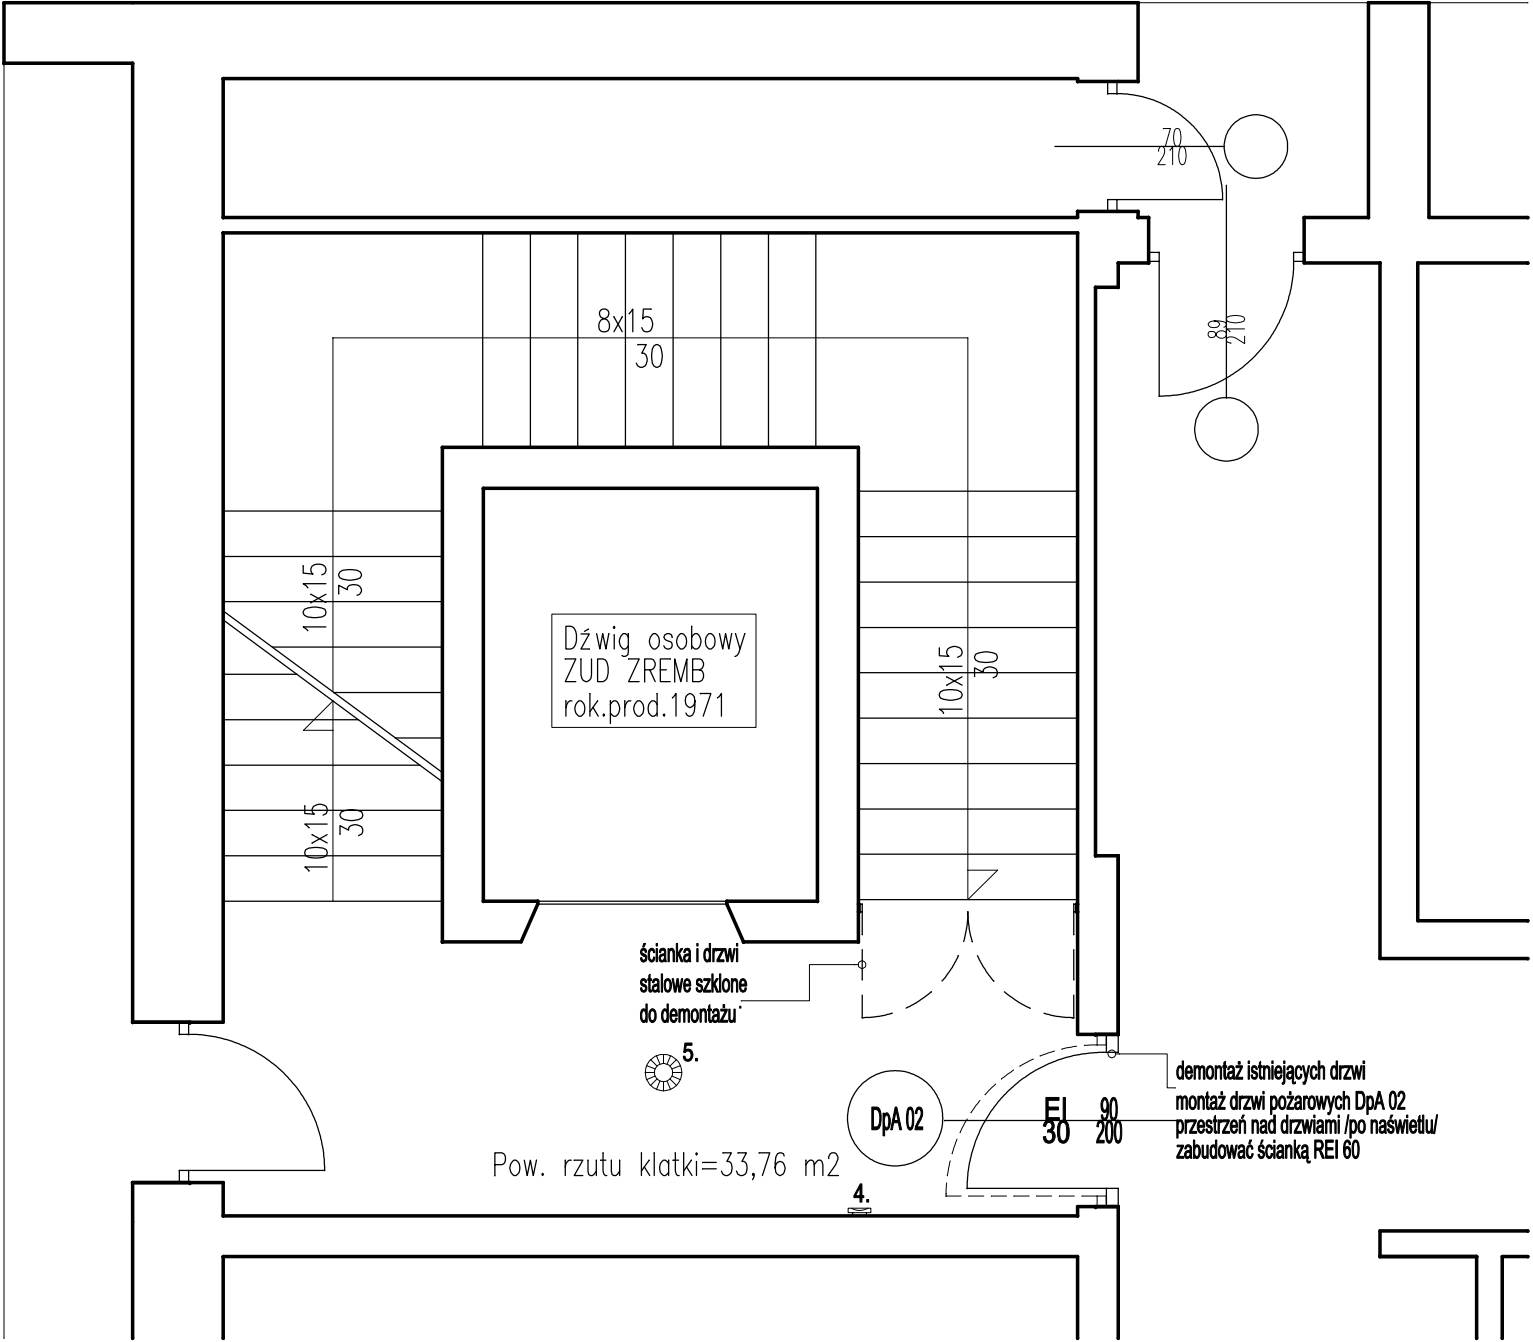 70
210
89
210
8x15
30
10x15
30
10x15
30
10x15
30
Dźwig osobowy
ZUD ZREMB
rok.prod.1971
ścianka i drzwi
stalowe szklone
do demontażu
5.
DpA 02
EI
30
90
200
demontaż istniejących drzwi
montaż drzwi pożarowych DpA 02
przestrzeń nad drzwiami /po naświetlu/
zabudować ścianką REI 60
Pow. rzutu klatki=33,76 m2
4.